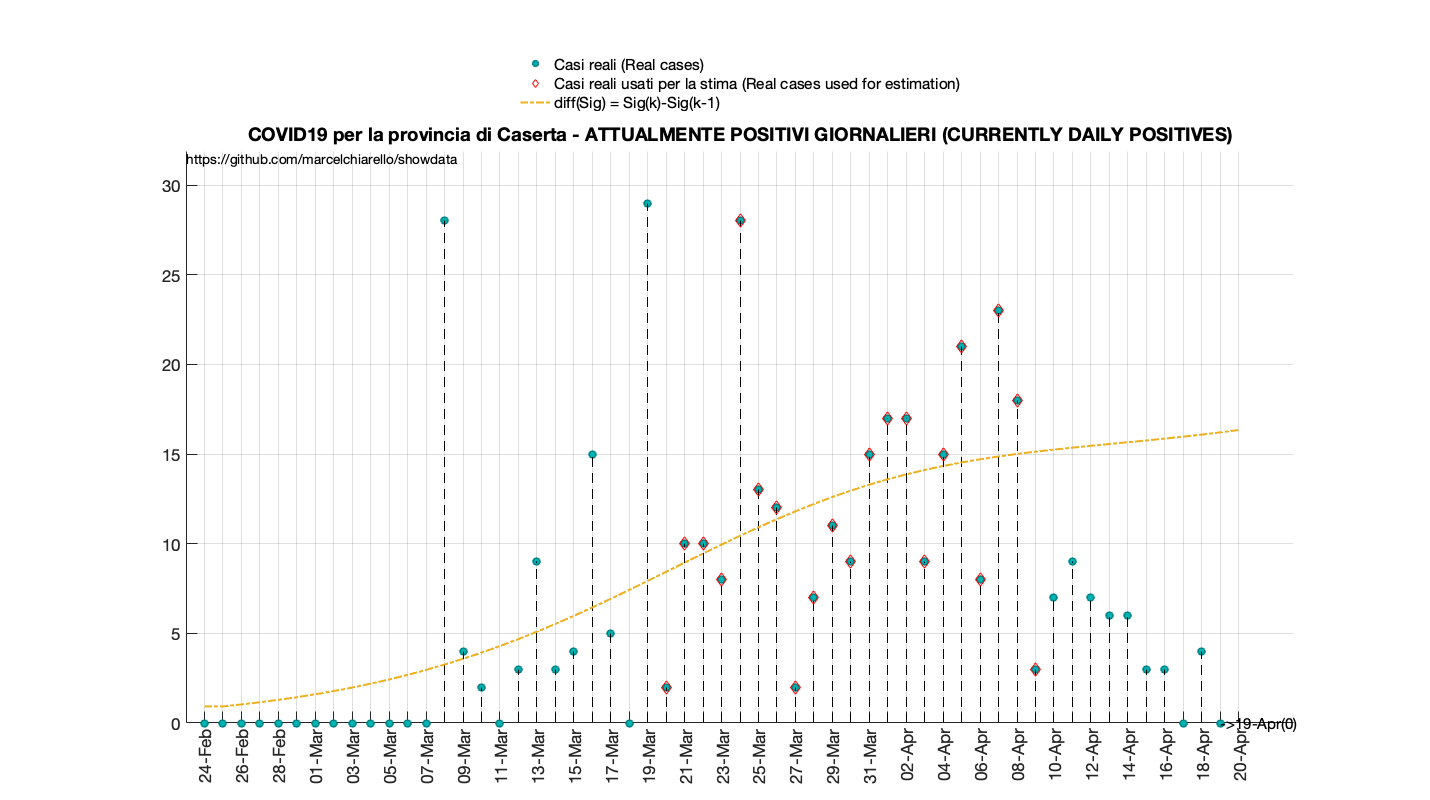 Casi reali (Real cases)
Casi reali usati per la stima (Real cases used for estimation)
diff(Sig) = Sig(k)-Sig(k-1)
COVID19 per la provincia di Caserta - ATTUALMENTE POSITIVI GIORNALIERI (CURRENTLY DAILY POSITIVES)
https://github.com/marcelchiarello/showdata
30
25
20
15
10
5
0
->19-Apr(0)
24-Feb
26-Feb
28-Feb
01-Mar
03-Mar
05-Mar
07-Mar
09-Mar
11-Mar
13-Mar
15-Mar
17-Mar
19-Mar
21-Mar
23-Mar
25-Mar
27-Mar
29-Mar
31-Mar
02-Apr
04-Apr
06-Apr
08-Apr
10-Apr
12-Apr
14-Apr
16-Apr
18-Apr
20-Apr